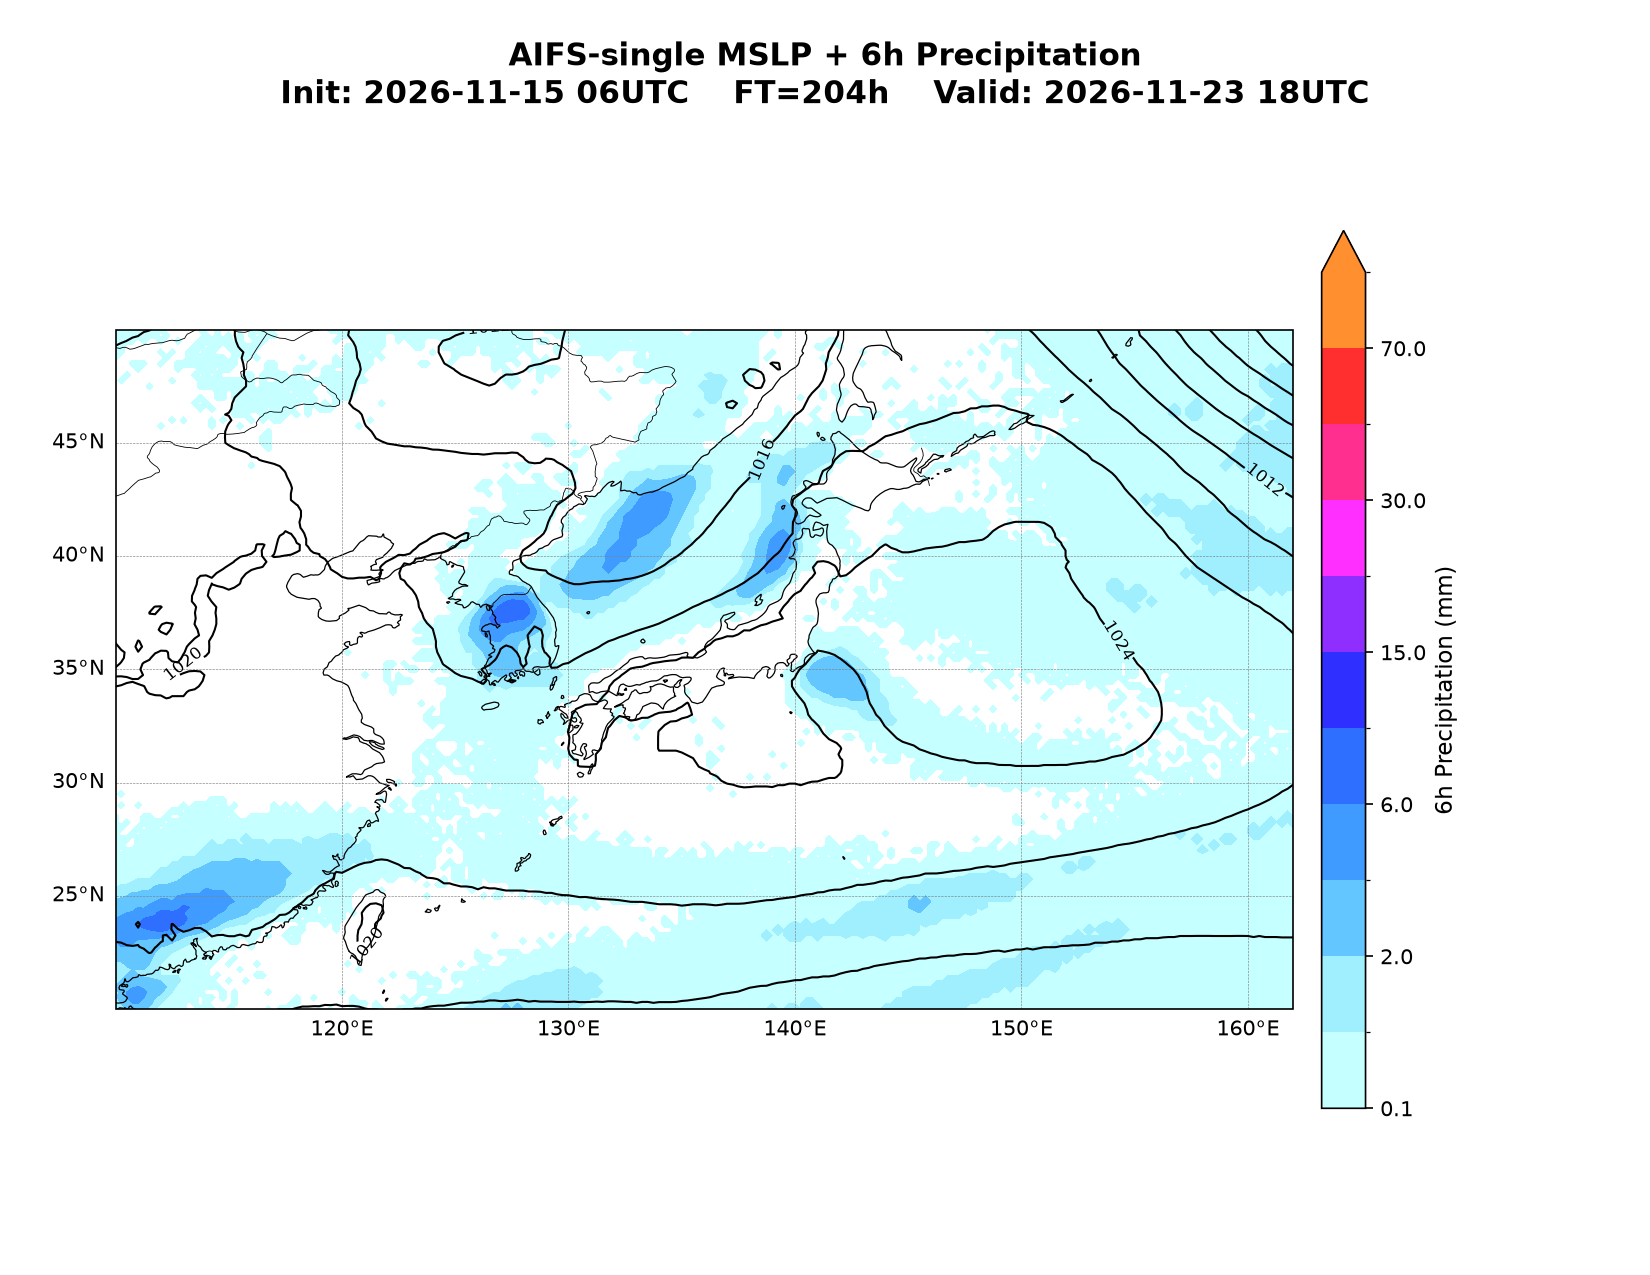 AIFS-single MSLP + 6h Precipitation
Init: 2026-11-15 06UTC    FT=204h    Valid: 2026-11-23 18UTC
70.0
30.0
15.0
6.0
2.0
0.1
6h Precipitation (mm)
45°N
40°N
35°N
30°N
25°N
120°E
130°E
140°E
150°E
160°E
1016
1012
1024
1020